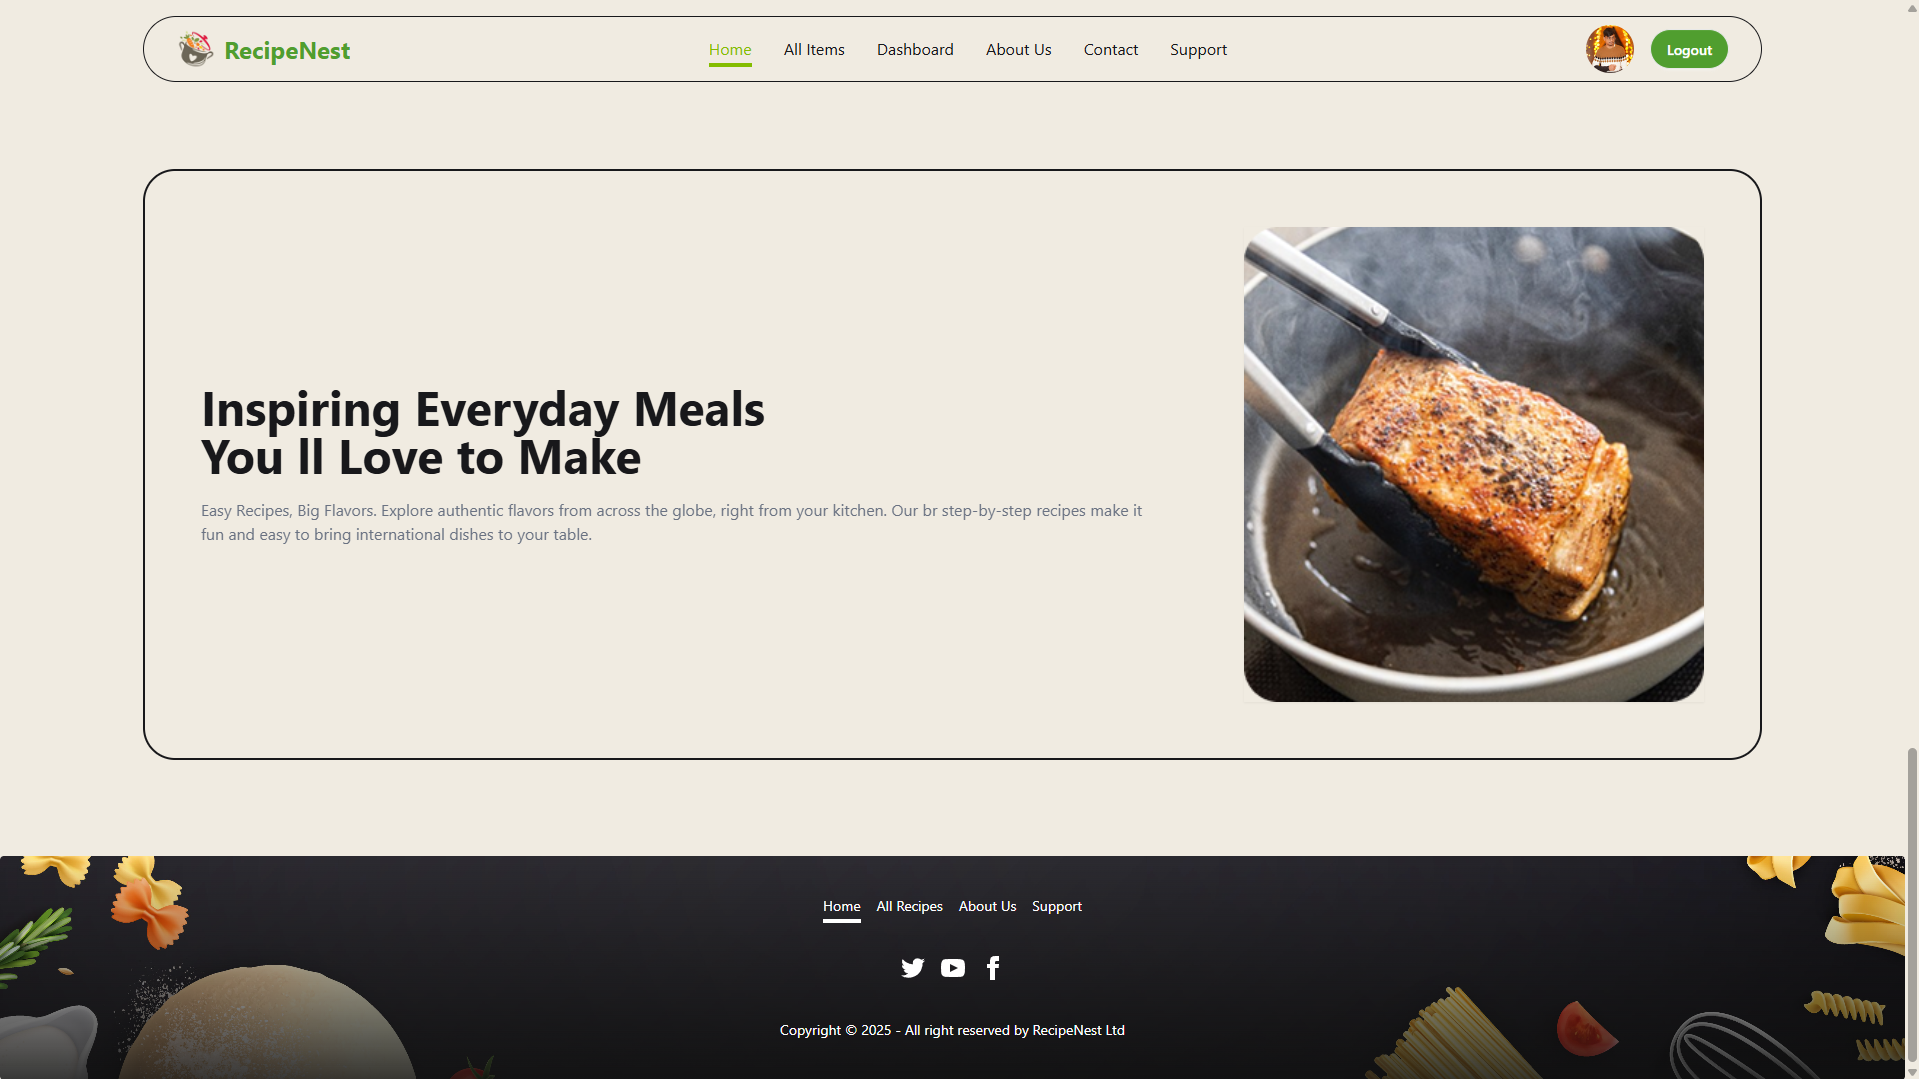 RecipeNest
Home All Items Dashboard About Us Contact Support
Logout
Inspiring Everyday Meals
You ll Love to Make
Easy Recipes, Big Flavors. Explore authentic flavors from across the globe, right from your kitchen. Our br step-by-step recipes make it
fun and easy to bring international dishes to your table.
Home All Recipes About Us Support
Copyright © 2025 - All right reserved by RecipeNest Ltd